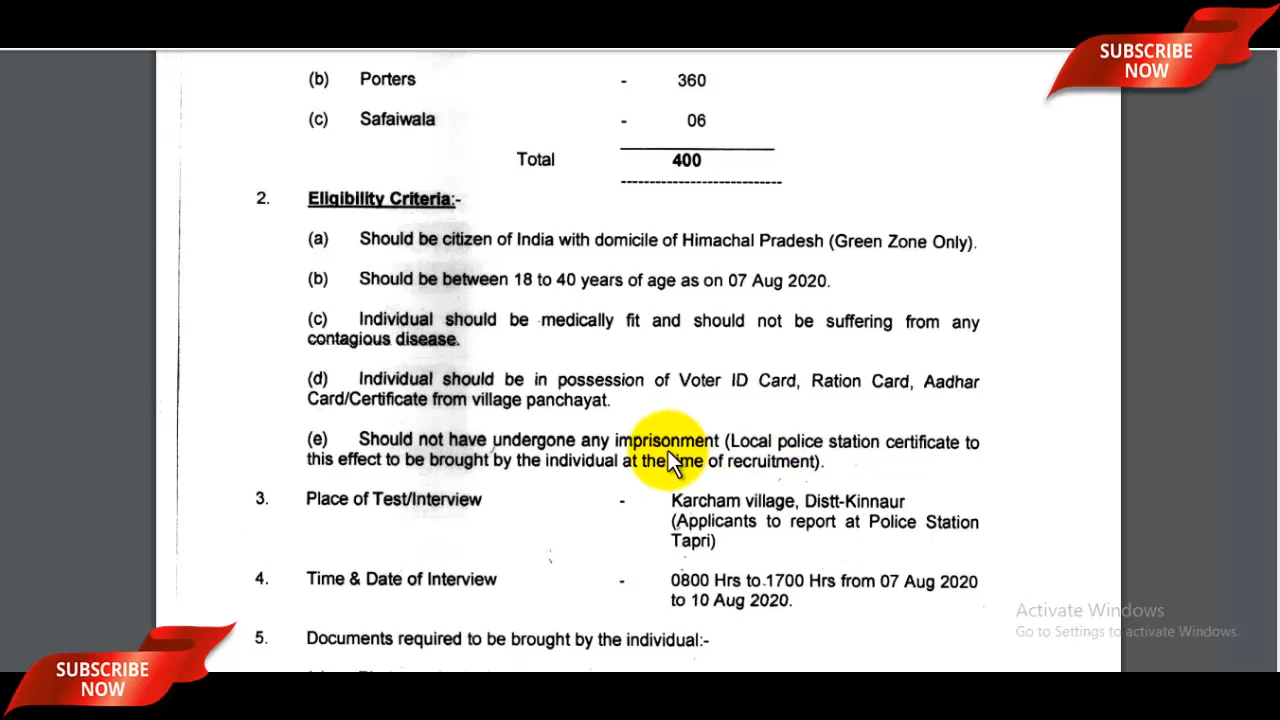 SUBSCRIBE
NOW
(b) Porters - 360
(c) Safaiwala - 06
Total 400
2. Eligibility Criteria:-
(a) Should be citizen of India with domicile of Himachal Pradesh (Green Zone Only).
(b) Should be between 18 to 40 years of age as on 07 Aug 2020.
(c) Individual should be medically fit and should not be suffering from any
contagious disease.
(d) Individual should be in possession of Voter ID Card, Ration Card, Aadhar
Card/Certificate from village panchayat.
(e) Should not have undergone any imprisonment (Local police station certificate to
this effect to be brought by the individual at the time of recruitment).
3. Place of Test/Interview - Karcham village, Distt-Kinnaur
(Applicants to report at Police Station
Tapri)
4. Time & Date of Interview - 0800 Hrs to 1700 Hrs from 07 Aug 2020
to 10 Aug 2020.
Activate Windows
Go to Settings to activate Windows.
5. Documents required to be brought by the individual:-
SUBSCRIBE
NOW